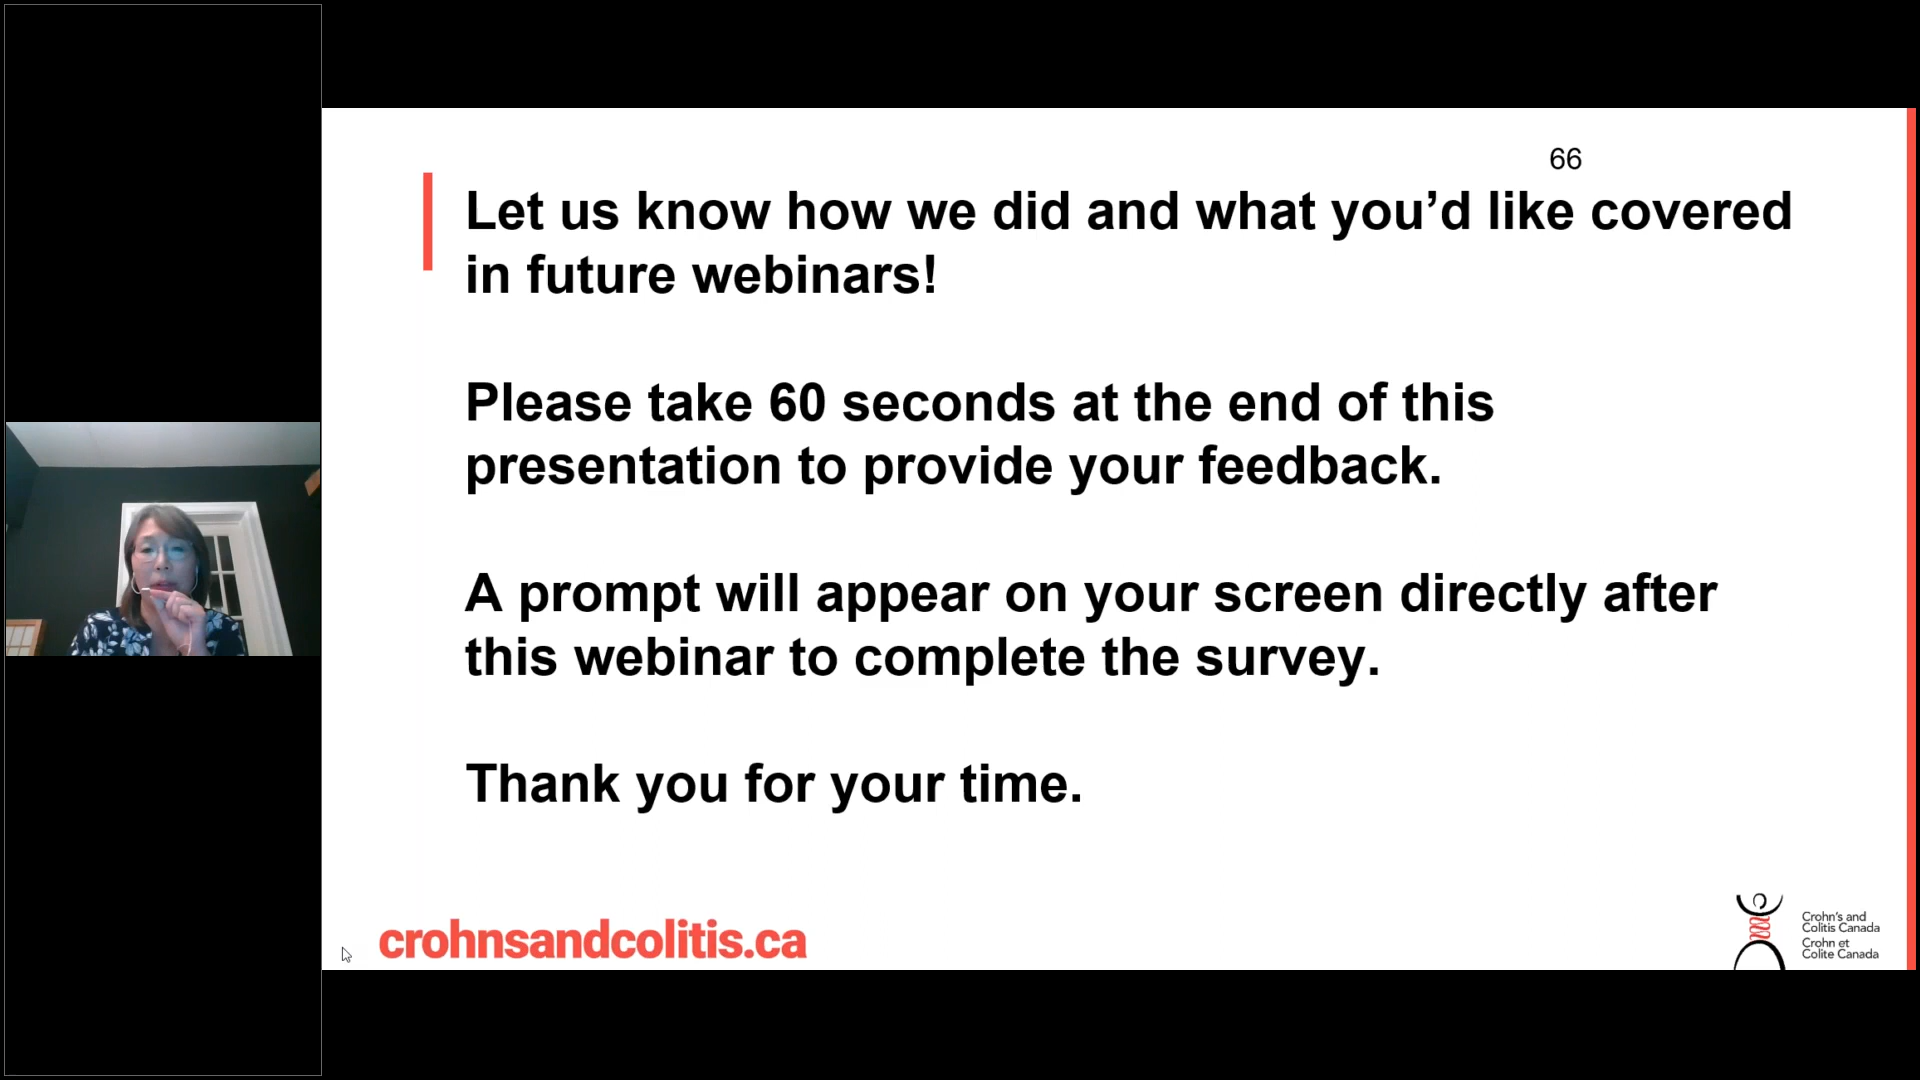 66
Let us know how we did and what you’d like covered
in future webinars!
Please take 60 seconds at the end of this
presentation to provide your feedback.
A prompt will appear on your screen directly after
this webinar to complete the survey.
Thank you for your time.
crohnsandcolitis.ca
Crohn's and
Colitis Canada
Crohn et
Colite Canada